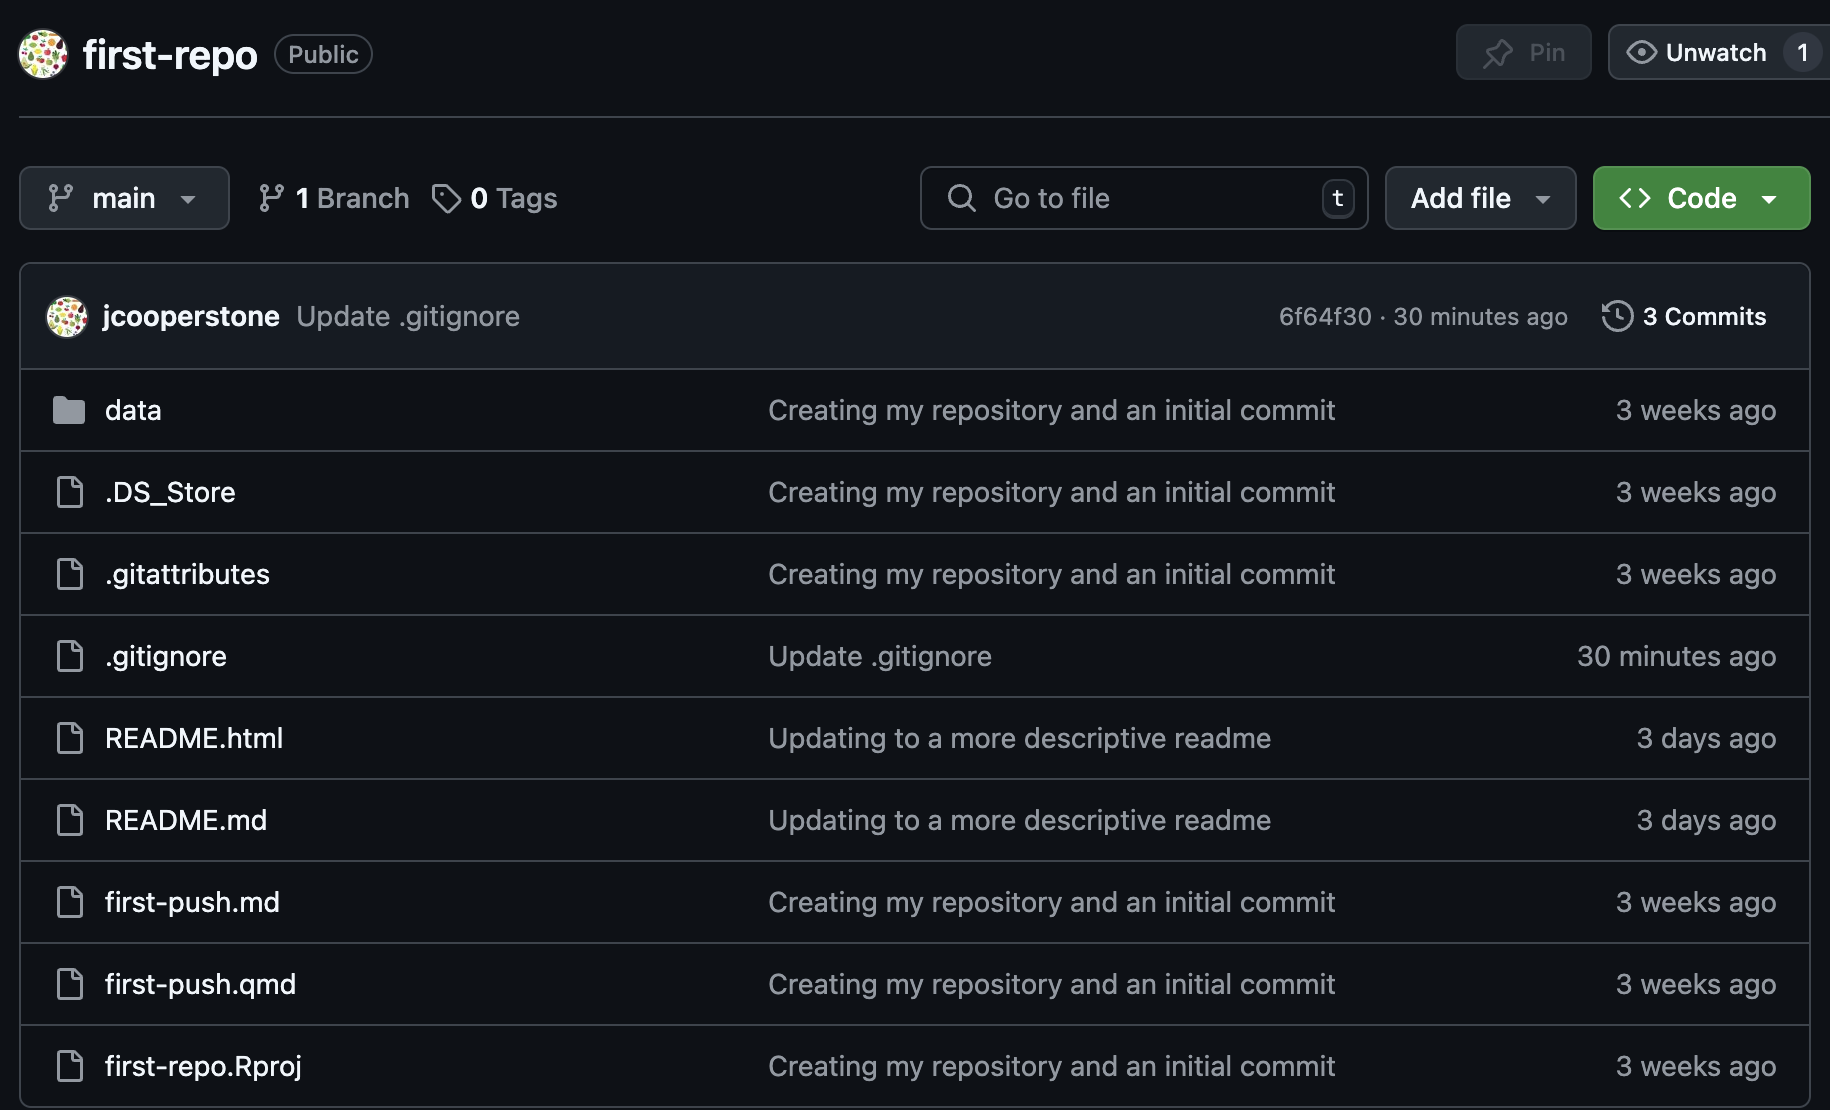 first-repo Public Pin Unwatch 1
main 1 Branch 0 Tags Go to file t Add file Code
jcooperstone Update .gitignore 6f64f30 · 30 minutes ago 3 Commits
data Creating my repository and an initial commit 3 weeks ago
.DS_Store Creating my repository and an initial commit 3 weeks ago
.gitattributes Creating my repository and an initial commit 3 weeks ago
.gitignore Update .gitignore 30 minutes ago
README.html Updating to a more descriptive readme 3 days ago
README.md Updating to a more descriptive readme 3 days ago
first-push.md Creating my repository and an initial commit 3 weeks ago
first-push.qmd Creating my repository and an initial commit 3 weeks ago
first-repo.Rproj Creating my repository and an initial commit 3 weeks ago